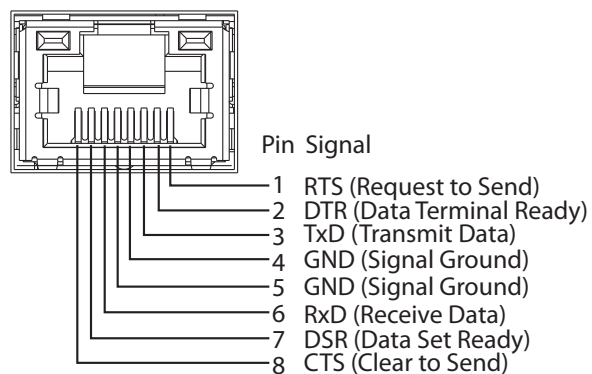 Pin Signal
1 RTS (Request to Send)
2 DTR (Data Terminal Ready)
3 TxD (Transmit Data)
4 GND (Signal Ground)
5 GND (Signal Ground)
6 RxD (Receive Data)
7 DSR (Data Set Ready)
8 CTS (Clear to Send)